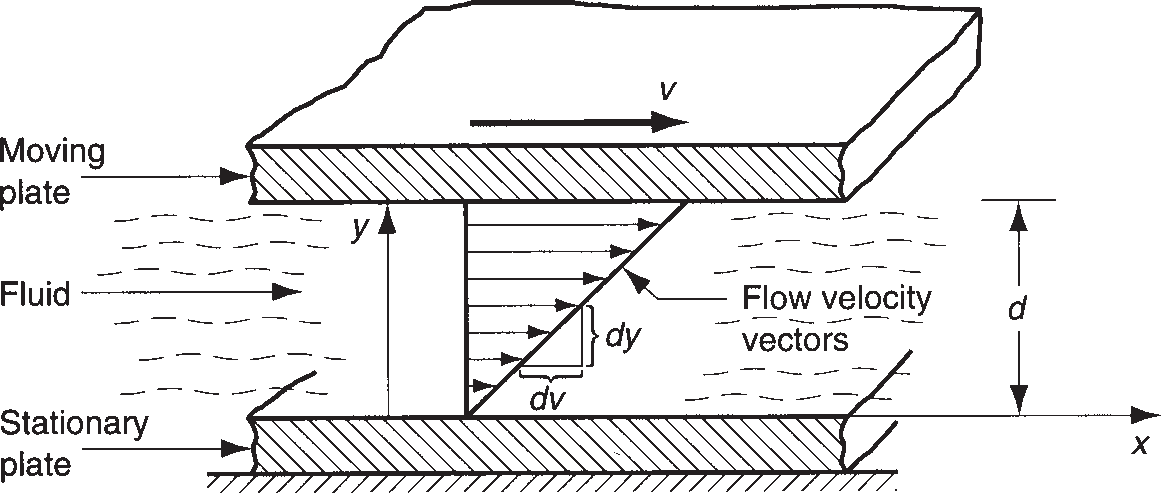 v
Moving
plate
y
Fluid
Flow velocity
vectors
d
dy
dv
Stationary
plate
x